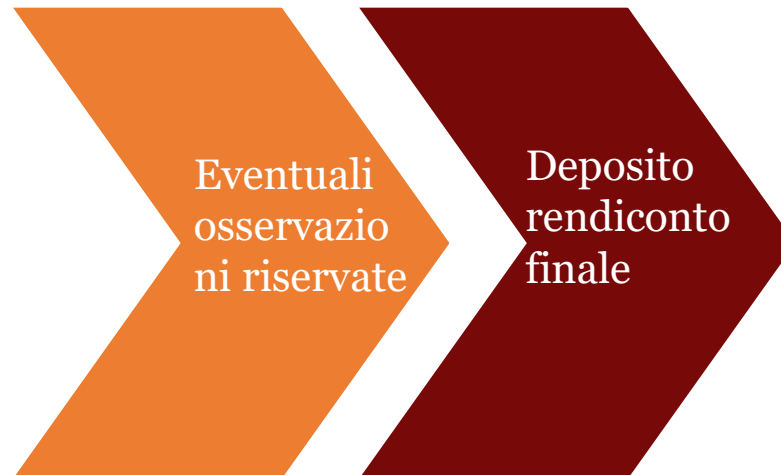 Eventuali
osservazio
ni riservate
Deposito
rendiconto
finale